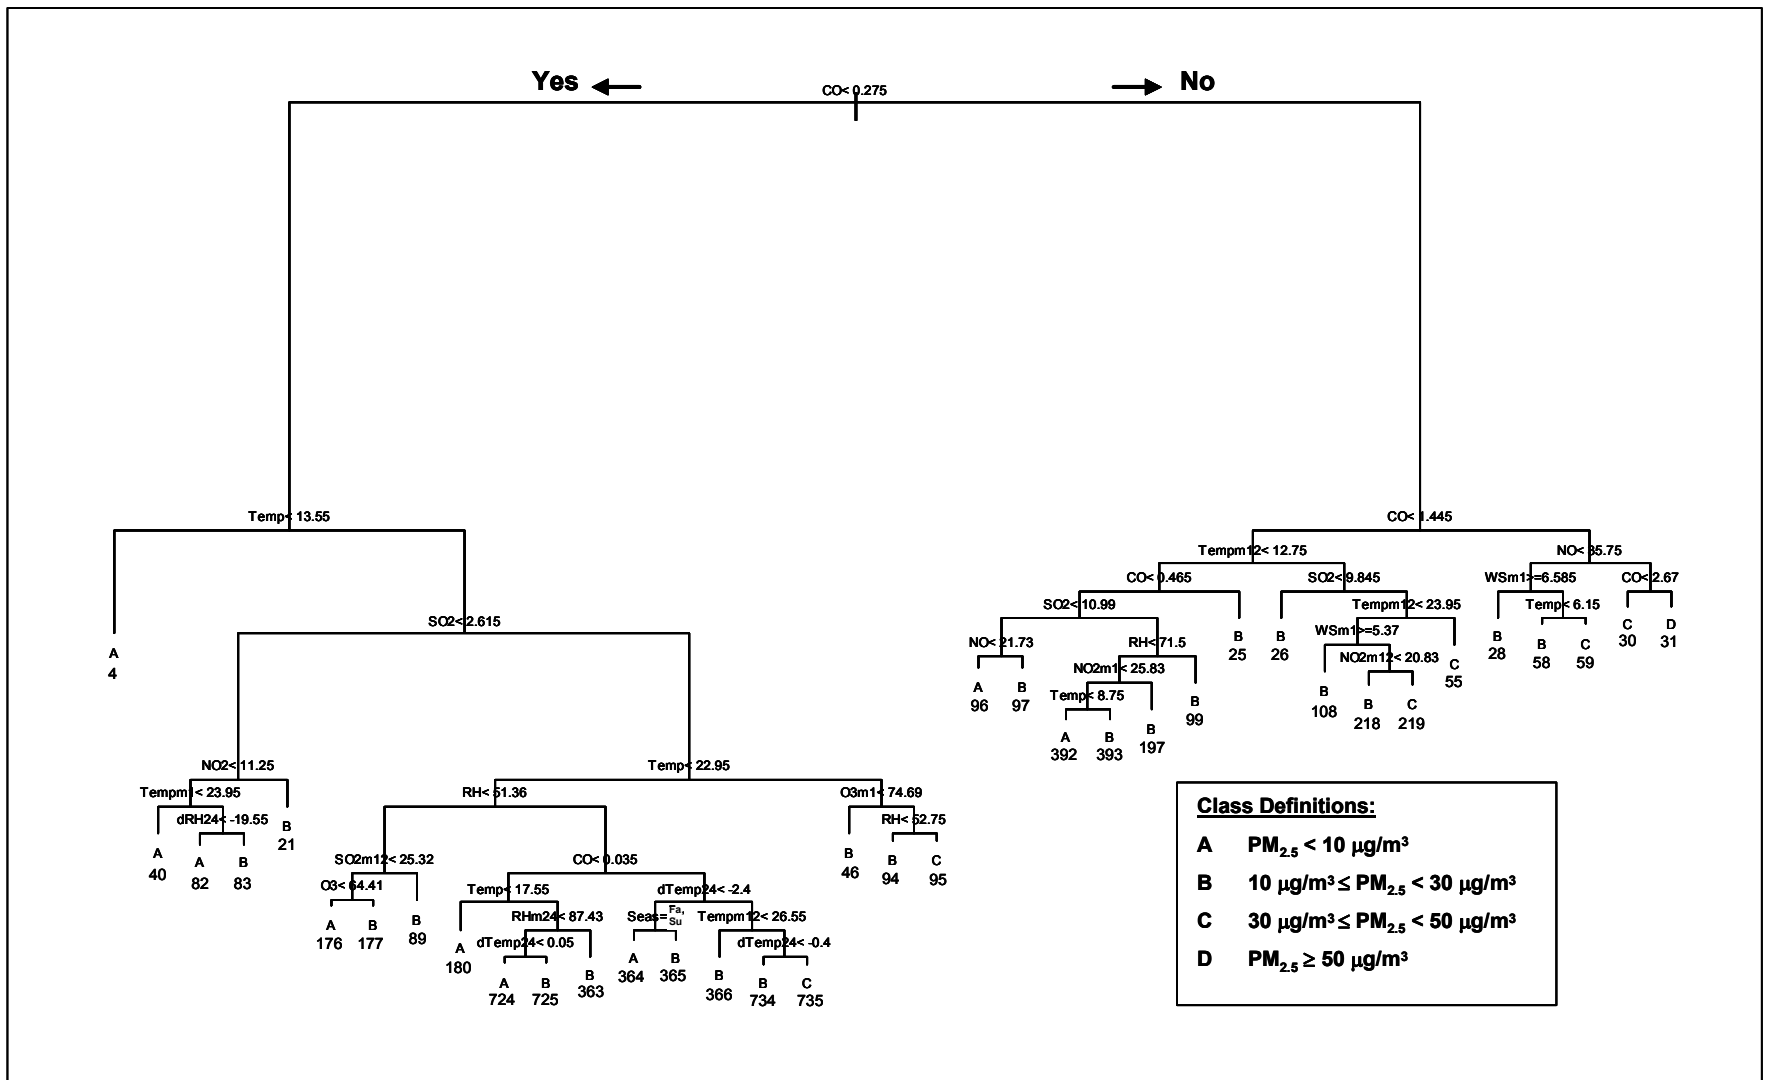 Yes
No
CO< 0.275
Temp< 13.55
CO< 1.445
Tempm12< 12.75
NO< 35.75
CO< 0.465
SO2< 9.845
WSm1>=6.585
CO< 2.67
SO2< 10.99
Tempm12< 23.95
Temp< 6.15
SO2< 2.615
WSm1>=5.37
NO< 21.73
RH< 71.5
NO2m1< 25.83
NO2m12< 20.83
Temp< 8.75
A
4
A
96
B
97
A
392
B
393
B
197
B
99
B
25
B
26
B
108
B
218
C
219
C
55
B
28
B
58
C
59
C
30
D
31
NO2< 11.25
Temp< 22.95
Tempm1< 23.95
RH< 51.36
O3m1< 74.69
dRH24< -19.55
RH< 52.75
A
40
A
82
B
83
B
21
SO2m12< 25.32
CO< 0.035
B
46
B
94
C
95
O3< 64.41
Temp< 17.55
dTemp24< -2.4
RHm24< 87.43
Seas= Fa,
Su
Tempm12< 26.55
dTemp24< 0.05
dTemp24< -0.4
A
176
B
177
B
89
A
180
A
724
B
725
B
363
A
364
B
365
B
366
B
734
C
735
Class Definitions:
A PM2.5 < 10 µg/m³
B 10 µg/m³ ≤ PM2.5 < 30 µg/m³
C 30 µg/m³ ≤ PM2.5 < 50 µg/m³
D PM2.5 ≥ 50 µg/m³